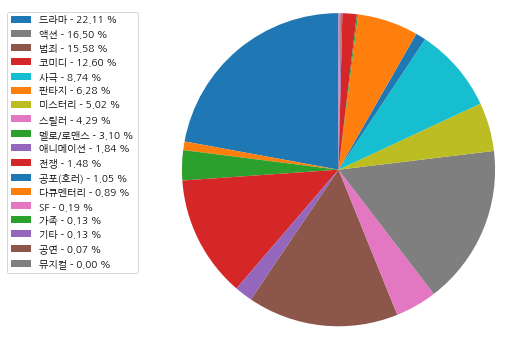 드라마 - 22.11 %
액션 - 16.50 %
범죄 - 15.58 %
코미디 - 12.60 %
사극 - 8.74 %
판타지 - 6.28 %
미스터리 - 5.02 %
스릴러 - 4.29 %
멜로/로맨스 - 3.10 %
애니메이션 - 1.84 %
전쟁 - 1.48 %
공포(호러) - 1.05 %
다큐멘터리 - 0.89 %
SF - 0.19 %
가족 - 0.13 %
기타 - 0.13 %
공연 - 0.07 %
뮤지컬 - 0.00 %